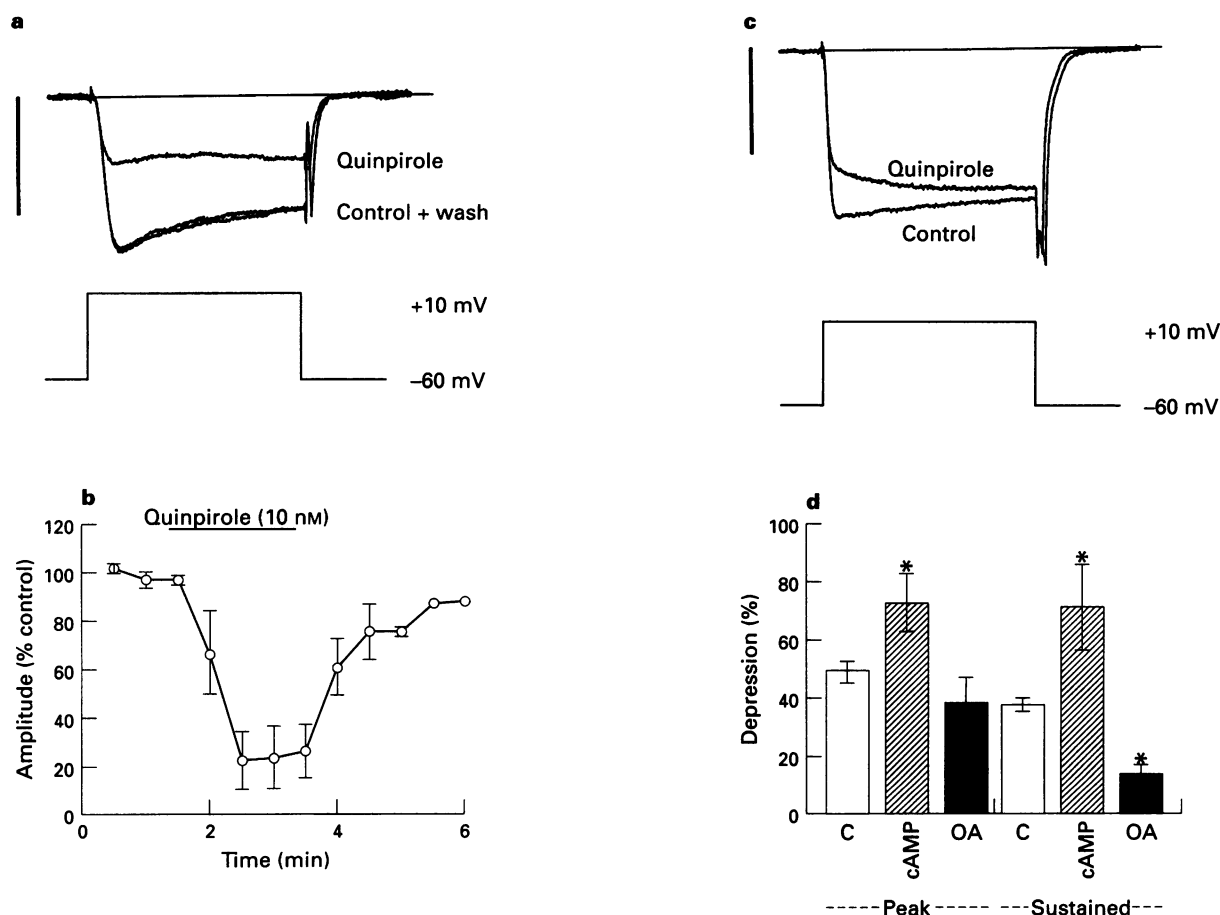 a
Quinpirole
Control + wash
+10 mV
–60 mV
b
Quinpirole (10 nM)
120
100
80
60
40
20
0
Amplitude (% control)
0 2 4 6
Time (min)
c
Quinpirole
Control
+10 mV
–60 mV
d
100
80
60
40
20
0
Depression (%)
* * *
C cAMP OA C cAMP OA
-----Peak----- ---Sustained---